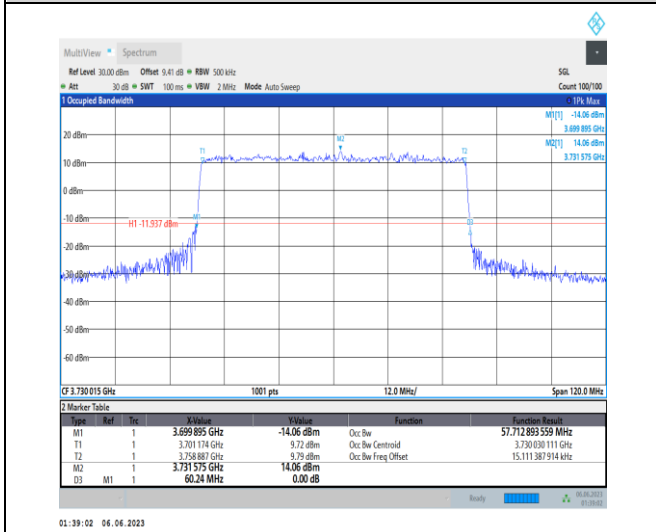 MultiView Spectrum
Ref Level 30.00 dBm Offset 9.41 dB RBW 500 kHz SGL
Att 30 dB SWT 100 ms VBW 2 MHz Mode Auto Sweep Count 100/100
1 Occupied Bandwidth 1Pk Max
M1[1] -14.06 dBm
3.699 895 GHz
M2[1] 14.06 dBm
3.731 575 GHz
20 dBm
M2
T1 T2
10 dBm
0 dBm
-10 dBm
H1 -11.937 dBm M1 D3
-20 dBm
-30 dBm
-40 dBm
-50 dBm
-60 dBm
CF 3.730 015 GHz 1001 pts 12.0 MHz/ Span 120.0 MHz
2 Marker Table
Type Ref Trc X-Value Y-Value Function Function Result
M1 1 3.699 895 GHz -14.06 dBm Occ Bw 57.712 893 559 MHz
T1 1 3.701 174 GHz 9.72 dBm Occ Bw Centroid 3.730 030 111 GHz
T2 1 3.758 887 GHz 9.79 dBm Occ Bw Freq Offset 15.111 387 914 kHz
M2 1 3.731 575 GHz 14.06 dBm
D3 M1 1 60.24 MHz 0.00 dB
Ready 06.06.2023
01:39:02
01:39:02 06.06.2023